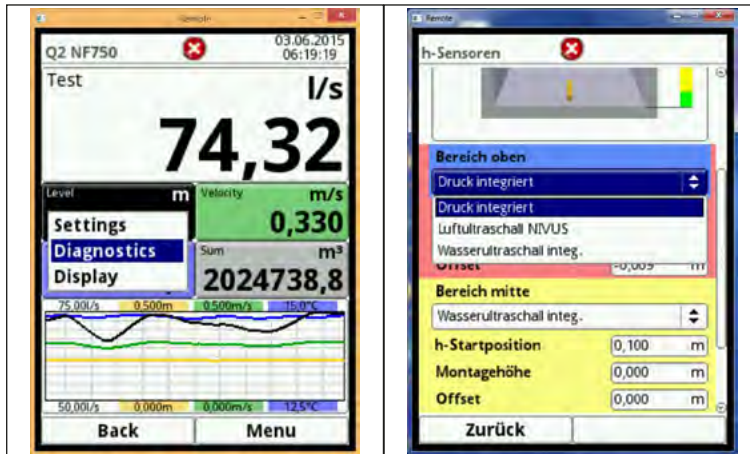 Remote
Q2 NF750
03.06.2015
06:19:19
Test
l/s
74,32
Level m
Velocity m/s
0,330
Settings
Diagnostics
Display
Sum m³
2024738,8
75,00l/s 0,500m 0,500m/s 15,0°C
50,00l/s 0,000m 0,000m/s 12,5°C
Back Menu
Remote
h-Sensoren
Bereich oben
Druck integriert
Druck integriert
Luftultraschall NIVUS
Wasserultraschall integ.
Offset -0,009 m
Bereich mitte
Wasserultraschall integ.
h-Startposition 0,100 m
Montagehöhe 0,000 m
Offset 0,000 m
Zurück